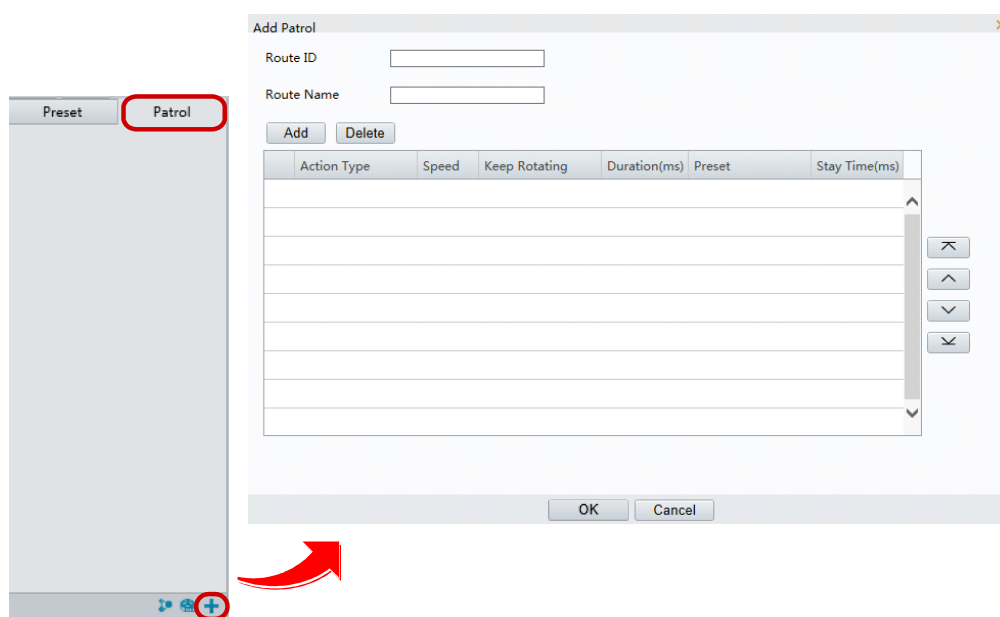 Add Patrol
Route ID
Route Name
Preset Patrol
Add Delete
Action Type Speed Keep Rotating Duration(ms) Preset Stay Time(ms)
OK Cancel